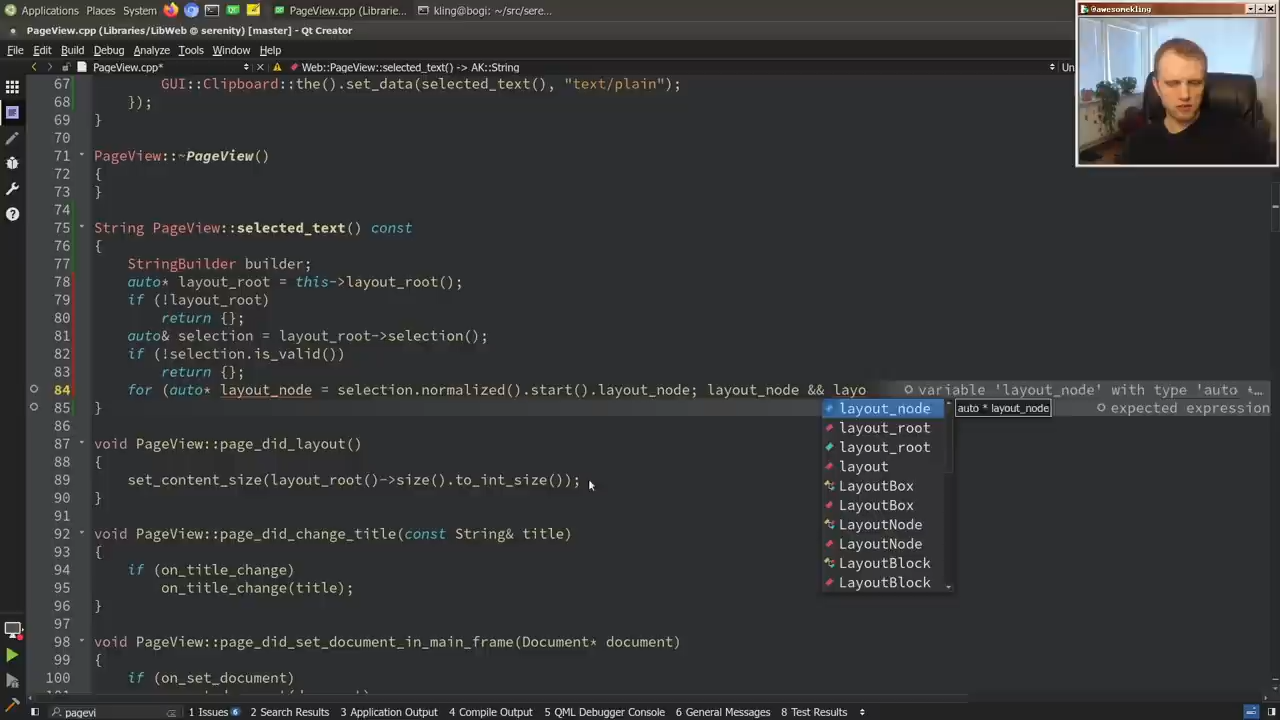 Applications Places System PageView.cpp (Librarie... kling@bogi: ~/src/sere...
@awesomekling
PageView.cpp (Libraries/LibWeb @ serenity) [master] - Qt Creator
File Edit Build Debug Analyze Tools Window Help
PageView.cpp* Web::PageView::selected_text() -> AK::String Un
67 GUI::Clipboard::the().set_data(selected_text(), "text/plain");
68 });
69 }
70
71 PageView::~PageView()
72 {
73 }
74
75 String PageView::selected_text() const
76 {
77 StringBuilder builder;
78 auto* layout_root = this->layout_root();
79 if (!layout_root)
80 return {};
81 auto& selection = layout_root->selection();
82 if (!selection.is_valid())
83 return {};
84 for (auto* layout_node = selection.normalized().start().layout_node; layout_node && layo variable 'layout_node' with type 'auto *…
85 } expected expression
layout_node auto * layout_node
layout_root
layout_root
layout
LayoutBox
LayoutBox
LayoutNode
LayoutNode
LayoutBlock
LayoutBlock
86
87 void PageView::page_did_layout()
88 {
89 set_content_size(layout_root()->size().to_int_size());
90 }
91
92 void PageView::page_did_change_title(const String& title)
93 {
94 if (on_title_change)
95 on_title_change(title);
96 }
97
98 void PageView::page_did_set_document_in_main_frame(Document* document)
99 {
100 if (on_set_document)
pagevi 1 Issues 6 2 Search Results 3 Application Output 4 Compile Output 5 QML Debugger Console 6 General Messages 8 Test Results